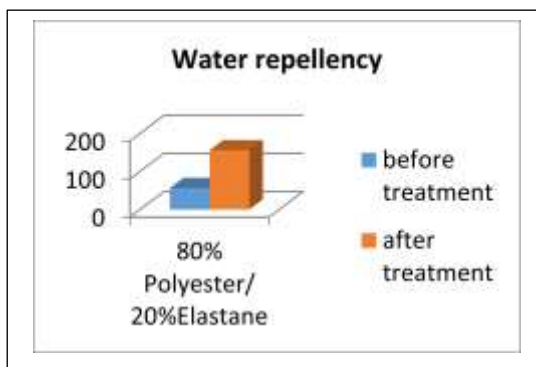 Water repellency
200
100
0
80%
Polyester/
20%Elastane
before
treatment
after
treatment